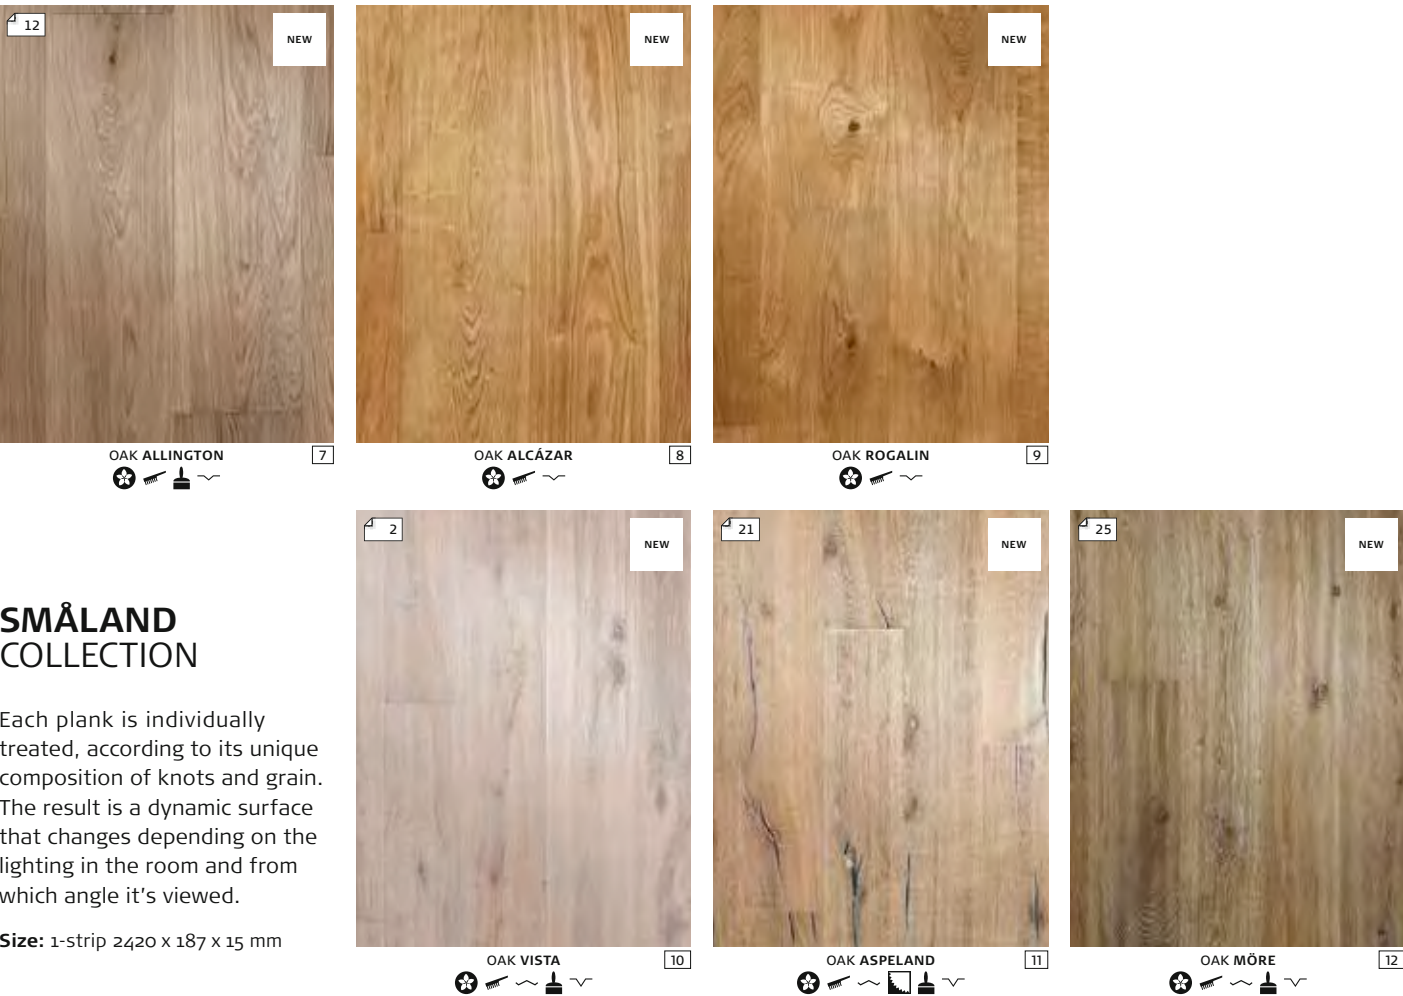 12
NEW
NEW
NEW
OAK ALLINGTON
7
OAK ALCÁZAR
8
OAK ROGALIN
9
SMÅLAND
COLLECTION
Each plank is individually
treated, according to its unique
composition of knots and grain.
The result is a dynamic surface
that changes depending on the
lighting in the room and from
which angle it's viewed.
Size: 1-strip 2420 x 187 x 15 mm
2
NEW
21
NEW
25
NEW
OAK VISTA
10
OAK ASPELAND
11
OAK MÖRE
12